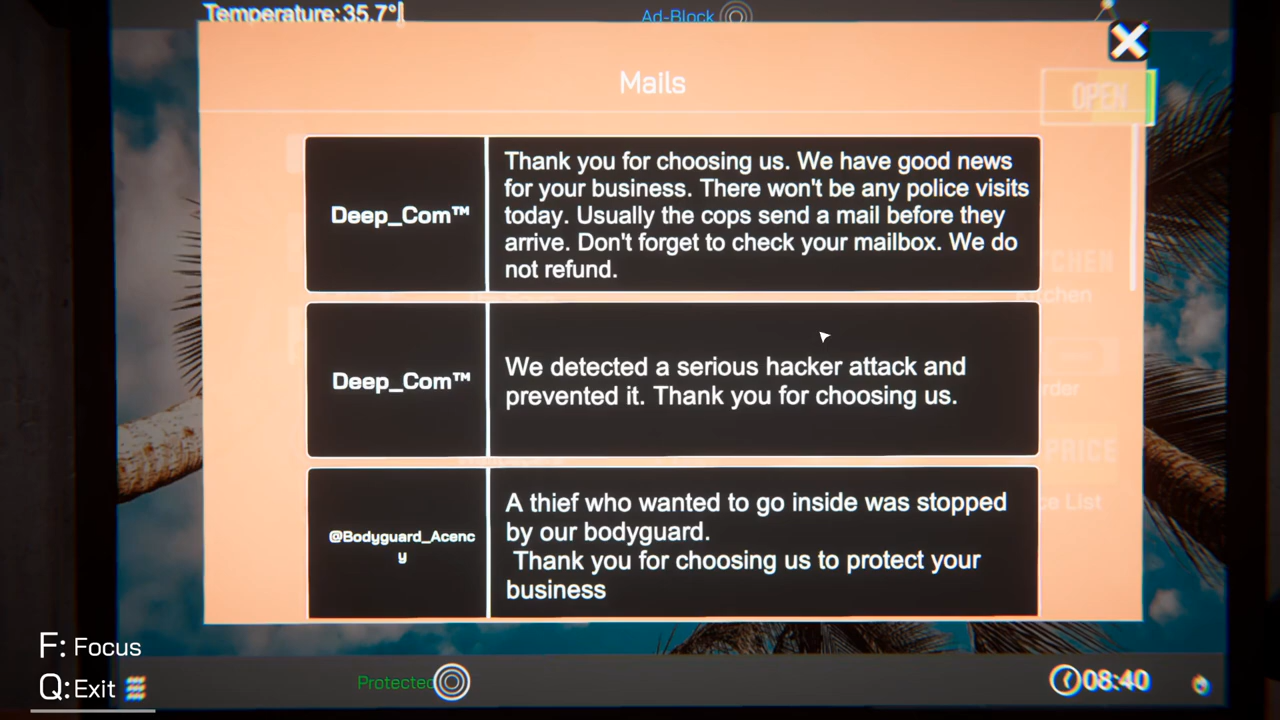 Temperature: 35.7°
Ad-Block
Mails
OPEN
Deep_Com™
Thank you for choosing us. We have good news
for your business. There won't be any police visits
today. Usually the cops send a mail before they
arrive. Don't forget to check your mailbox. We do
not refund.
Deep_Com™
We detected a serious hacker attack and
prevented it. Thank you for choosing us.
@Bodyguard_Acenc
y
A thief who wanted to go inside was stopped
by our bodyguard.
Thank you for choosing us to protect your
business
PRICE
F: Focus
Q: Exit
Protected
08:40